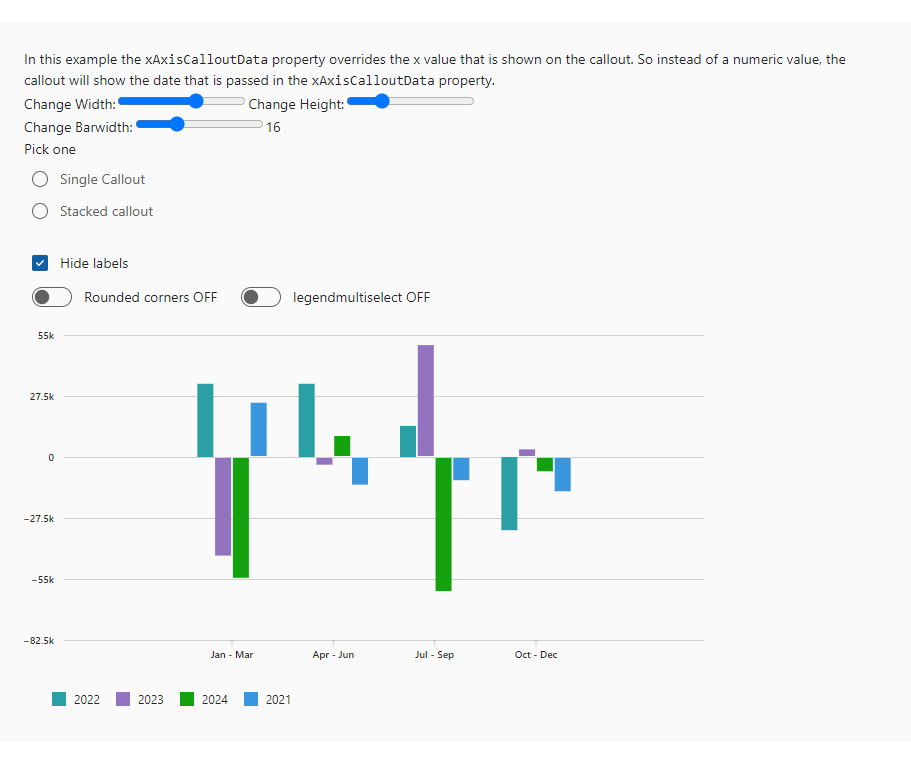 In this example the xAxisCalloutData property overrides the x value that is shown on the callout. So instead of a numeric value, the
callout will show the date that is passed in the xAxisCalloutData property.
Change Width: Change Height:
Change Barwidth: 16
Pick one
Single Callout
Stacked callout
Hide labels
Rounded corners OFF legendmultiselect OFF
55k
27.5k
0
−27.5k
−55k
−82.5k
Jan - Mar Apr - Jun Jul - Sep Oct - Dec
2022 2023 2024 2021